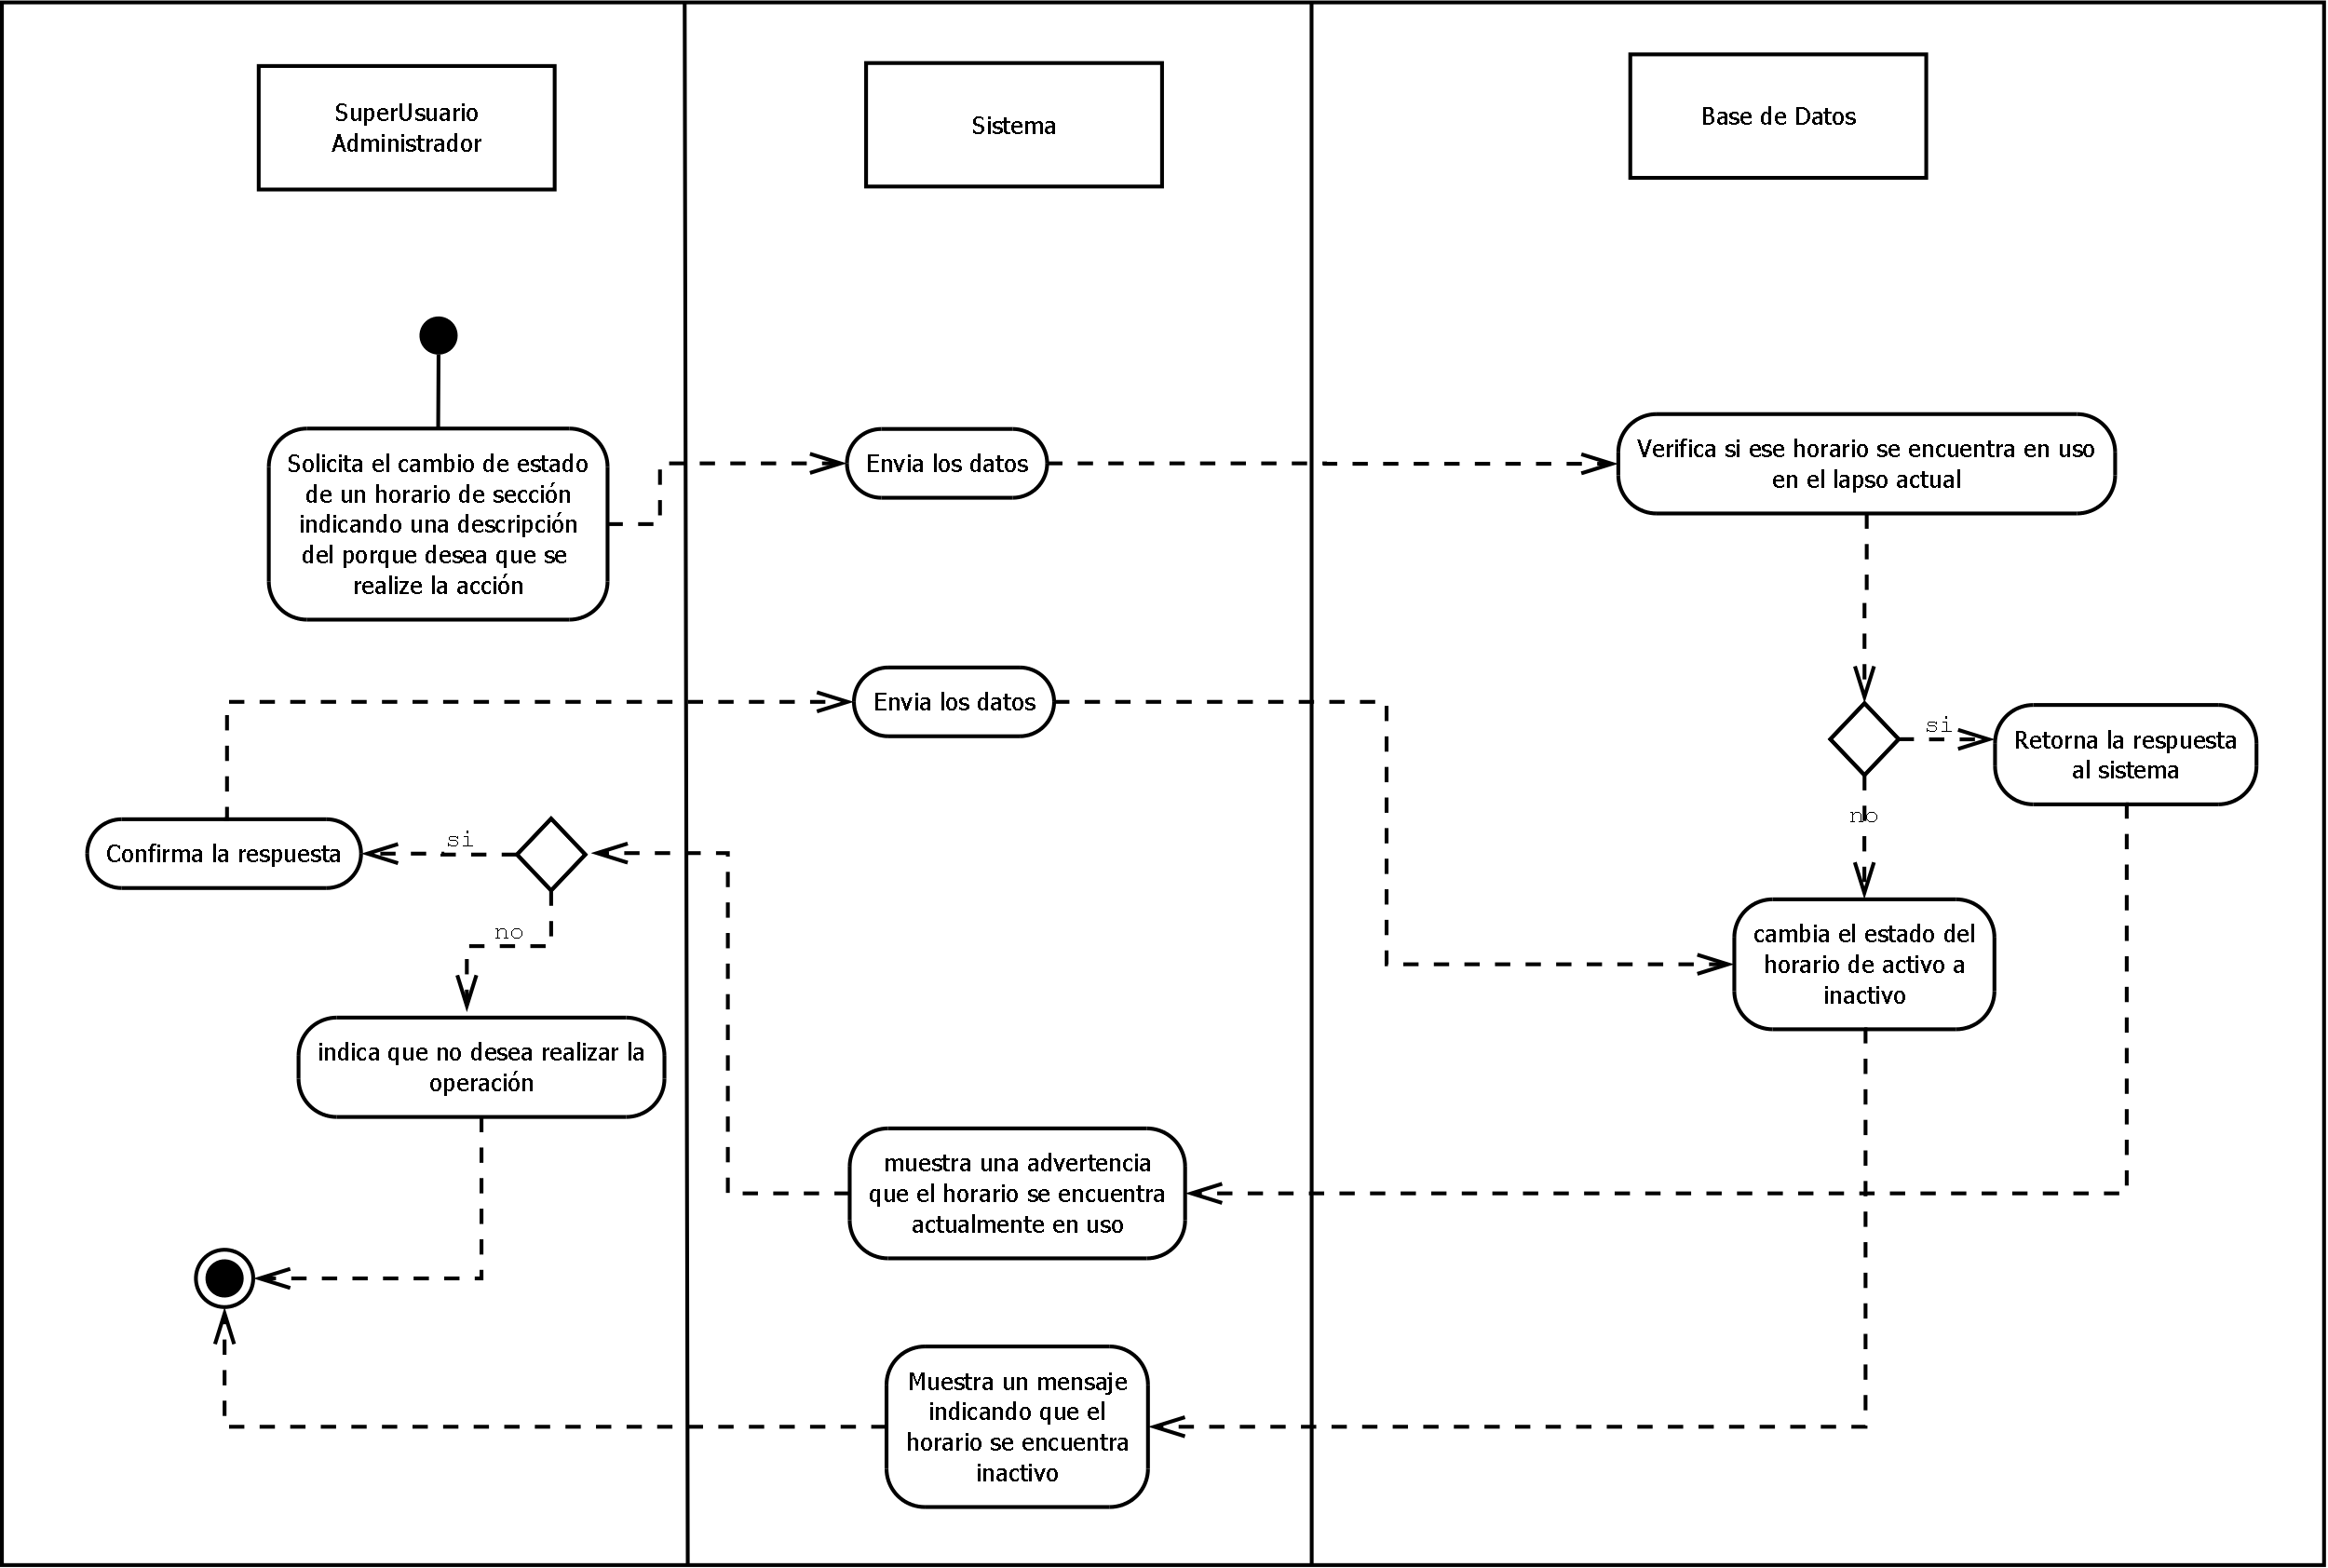 SuperUsuario
Administrador
Sistema
Base de Datos
Solicita el cambio de estado
de un horario de sección
indicando una descripción
del porque desea que se
realize la acción
Envia los datos
Verifica si ese horario se encuentra en uso
en el lapso actual
Envia los datos
si
Retorna la respuesta
al sistema
no
Confirma la respuesta
si
no
cambia el estado del
horario de activo a
inactivo
indica que no desea realizar la
operación
muestra una advertencia
que el horario se encuentra
actualmente en uso
Muestra un mensaje
indicando que el
horario se encuentra
inactivo